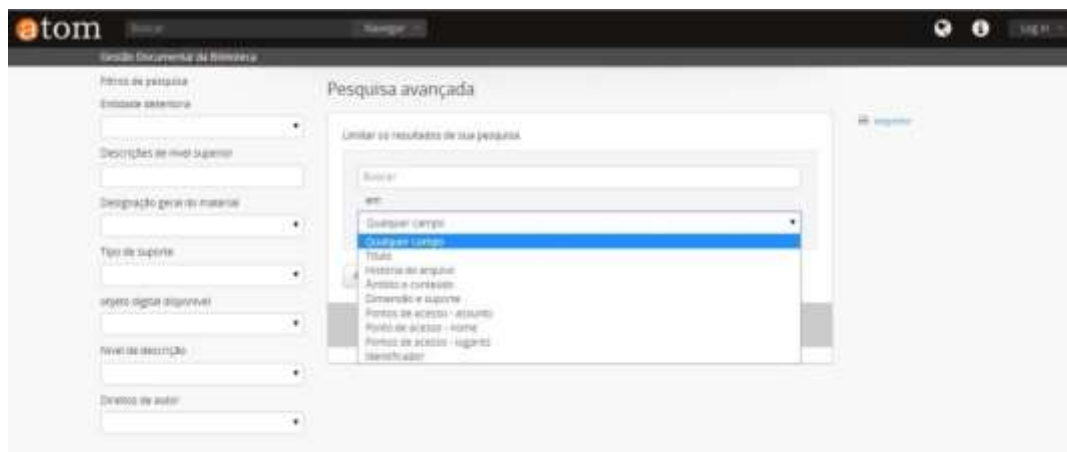 atom
Buscar
Navegar
Log in
Gestão Documental da Biblioteca
Filtros de pesquisa
Entidade detentora
Descrições de nível superior
Designação geral do material
Tipo de suporte
objeto digital disponível
Nível de descrição
Direitos de autor
Pesquisa avançada
Limitar os resultados de sua pesquisa
Buscar
em
Qualquer campo
Qualquer campo
Título
História do arquivo
Âmbito e conteúdo
Dimensão e suporte
Pontos de acesso - assunto
Ponto de acesso - nome
Pontos de acesso - lugares
Identificador